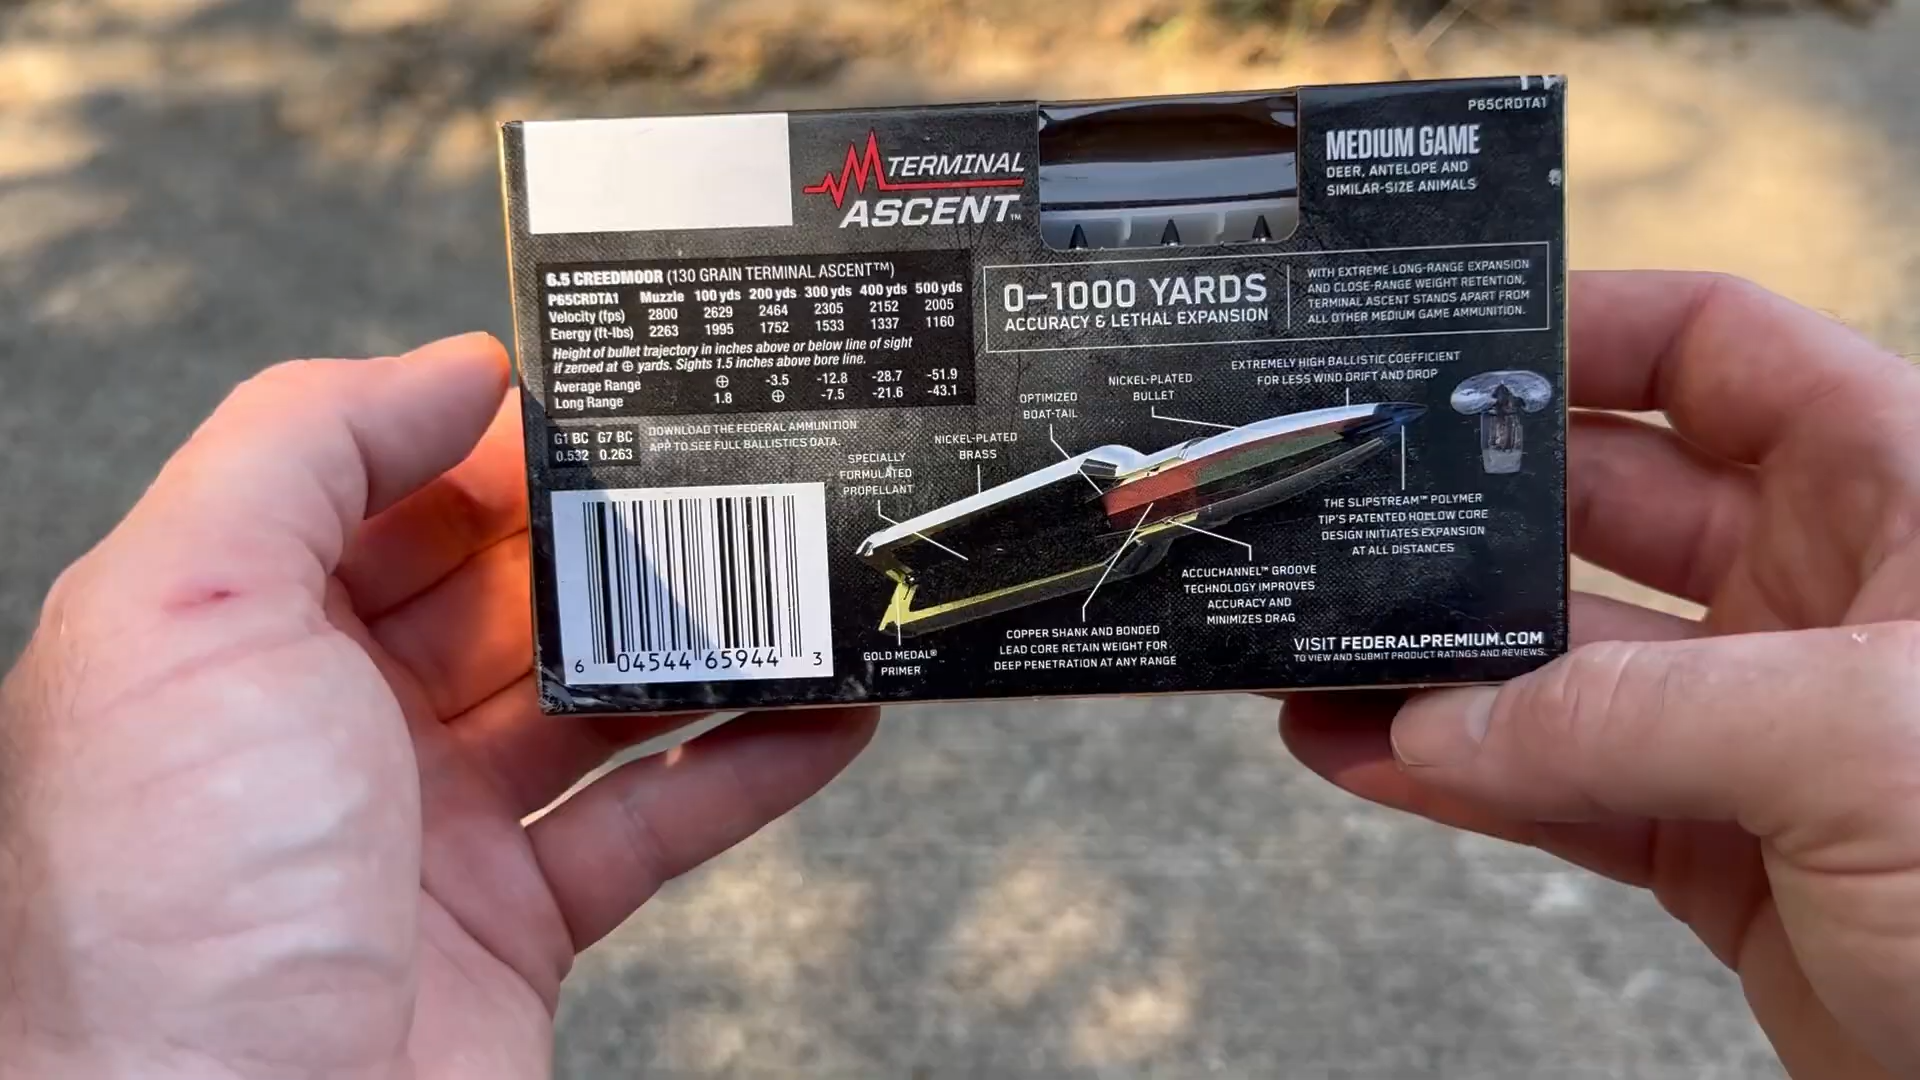 P65CRDTA1
TERMINAL
ASCENT™
MEDIUM GAME
DEER, ANTELOPE AND
SIMILAR-SIZE ANIMALS
6.5 CREEDMOOR (130 GRAIN TERMINAL ASCENT™)
P65CRDTA1 Muzzle 100 yds 200 yds 300 yds 400 yds 500 yds
Velocity (fps) 2800 2629 2464 2305 2152 2005
Energy (ft-lbs) 2263 1995 1752 1533 1337 1160
Height of bullet trajectory in inches above or below line of sight
if zeroed at ⊕ yards. Sights 1.5 inches above bore line.
Average Range ⊕ -3.5 -12.8 -28.7 -51.9
Long Range 1.8 ⊕ -7.5 -21.6 -43.1
G1 BC G7 BC
0.532 0.263
DOWNLOAD THE FEDERAL AMMUNITION
APP TO SEE FULL BALLISTICS DATA.
0–1000 YARDS
ACCURACY & LETHAL EXPANSION
WITH EXTREME LONG-RANGE EXPANSION
AND CLOSE-RANGE WEIGHT RETENTION,
TERMINAL ASCENT STANDS APART FROM
ALL OTHER MEDIUM GAME AMMUNITION.
EXTREMELY HIGH BALLISTIC COEFFICIENT
FOR LESS WIND DRIFT AND DROP
NICKEL-PLATED
BULLET
OPTIMIZED
BOAT-TAIL
NICKEL-PLATED
BRASS
SPECIALLY
FORMULATED
PROPELLANT
THE SLIPSTREAM™ POLYMER
TIP'S PATENTED HOLLOW CORE
DESIGN INITIATES EXPANSION
AT ALL DISTANCES
ACCUCHANNEL™ GROOVE
TECHNOLOGY IMPROVES
ACCURACY AND
MINIMIZES DRAG
COPPER SHANK AND BONDED
LEAD CORE RETAIN WEIGHT FOR
DEEP PENETRATION AT ANY RANGE
GOLD MEDAL®
PRIMER
6 04544 65944 3
VISIT FEDERALPREMIUM.COM
TO VIEW AND SUBMIT PRODUCT RATINGS AND REVIEWS.